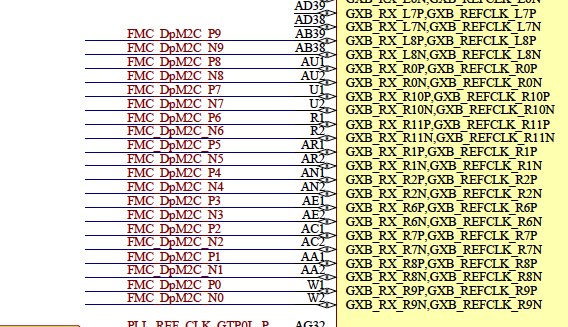 GXB_RX_L6N,GXB_REFCLK_L6N
AD39 GXB_RX_L7P,GXB_REFCLK_L7P
AD38 GXB_RX_L7N,GXB_REFCLK_L7N
FMC_DpM2C_P9 AB39 GXB_RX_L8P,GXB_REFCLK_L8P
FMC_DpM2C_N9 AB38 GXB_RX_L8N,GXB_REFCLK_L8N
FMC_DpM2C_P8 AU1 GXB_RX_R0P,GXB_REFCLK_R0P
FMC_DpM2C_N8 AU2 GXB_RX_R0N,GXB_REFCLK_R0N
FMC_DpM2C_P7 U1 GXB_RX_R10P,GXB_REFCLK_R10P
FMC_DpM2C_N7 U2 GXB_RX_R10N,GXB_REFCLK_R10N
FMC_DpM2C_P6 R1 GXB_RX_R11P,GXB_REFCLK_R11P
FMC_DpM2C_N6 R2 GXB_RX_R11N,GXB_REFCLK_R11N
FMC_DpM2C_P5 AR1 GXB_RX_R1P,GXB_REFCLK_R1P
FMC_DpM2C_N5 AR2 GXB_RX_R1N,GXB_REFCLK_R1N
FMC_DpM2C_P4 AN1 GXB_RX_R2P,GXB_REFCLK_R2P
FMC_DpM2C_N4 AN2 GXB_RX_R2N,GXB_REFCLK_R2N
FMC_DpM2C_P3 AE1 GXB_RX_R6P,GXB_REFCLK_R6P
FMC_DpM2C_N3 AE2 GXB_RX_R6N,GXB_REFCLK_R6N
FMC_DpM2C_P2 AC1 GXB_RX_R7P,GXB_REFCLK_R7P
FMC_DpM2C_N2 AC2 GXB_RX_R7N,GXB_REFCLK_R7N
FMC_DpM2C_P1 AA1 GXB_RX_R8P,GXB_REFCLK_R8P
FMC_DpM2C_N1 AA2 GXB_RX_R8N,GXB_REFCLK_R8N
FMC_DpM2C_P0 W1 GXB_RX_R9P,GXB_REFCLK_R9P
FMC_DpM2C_N0 W2 GXB_RX_R9N,GXB_REFCLK_R9N
PLL_REF_CLK_GTP0L_P AG32